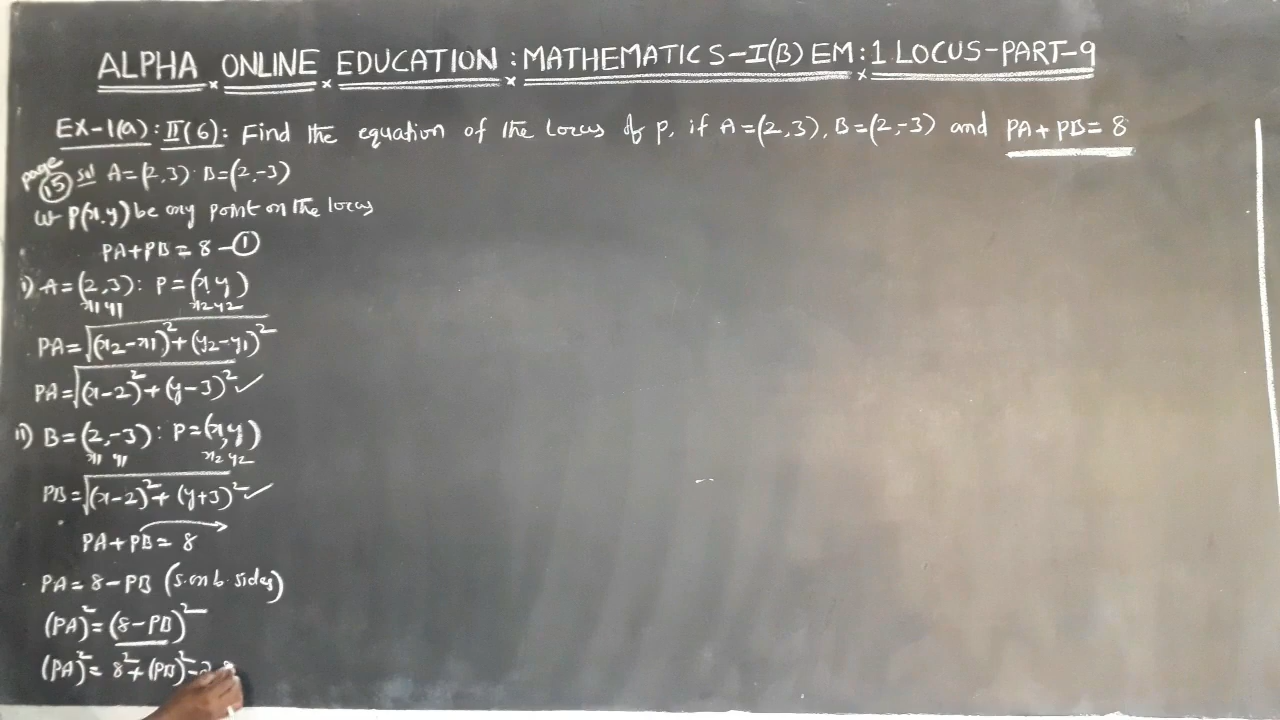 ALPHA ONLINE EDUCATION : MATHEMATICS-I(B) EM : 1 LOCUS-PART-9
EX-1(a) : II(6) : Find the equation of the Locus of P, if A=(2,3), B=(2,-3) and PA+PB=8
page 15 sol A=(2,3) B=(2,-3)
let P(x,y) be any point on the locus
PA+PB=8 -①
i) A=(2,3) : P=(x,y)
x1 y1 x2 y2
PA=√(x2-x1)²+(y2-y1)²
PA=√(x-2)²+(y-3)² ✓
ii) B=(2,-3) : P=(x,y)
x1 y1 x2 y2
PB=√(x-2)²+(y+3)² ✓
PA+PB=8
PA=8-PB (s.on b.sides)
(PA)²=(8-PB)²
(PA)²=8²+(PB)²-2.8